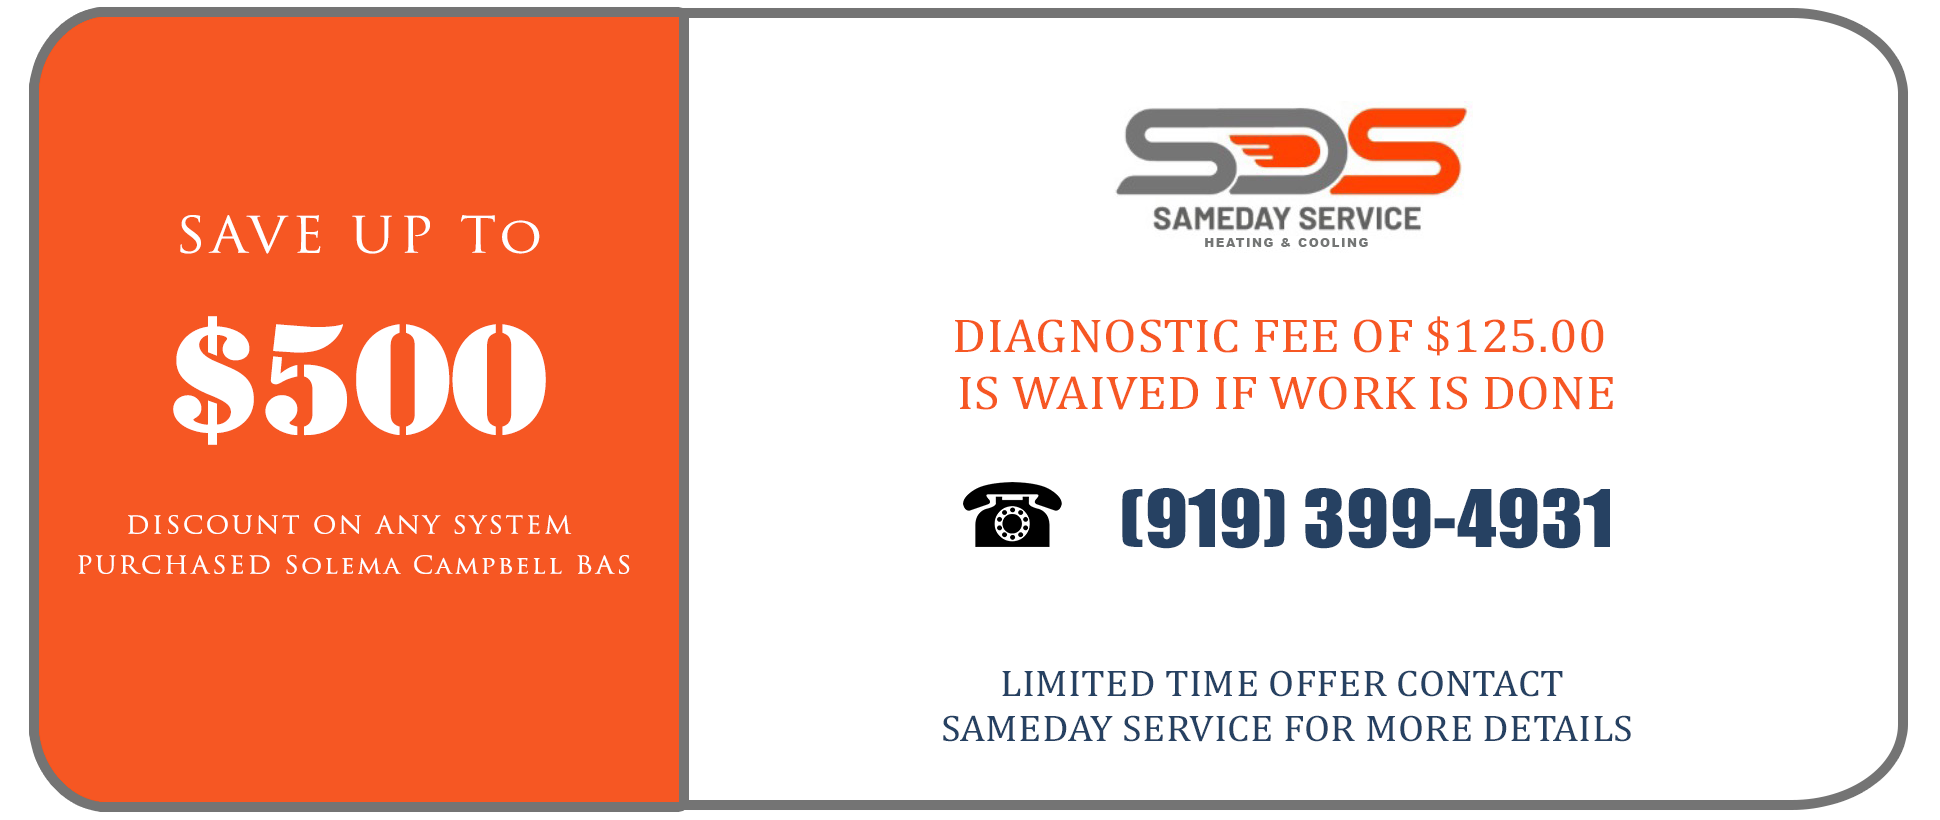 SAVE UP To
$500
DISCOUNT ON ANY SYSTEM
PURCHASED Solema Campbell BAS
SDS
SAMEDAY SERVICE
HEATING & COOLING
DIAGNOSTIC FEE OF $125.00
IS WAIVED IF WORK IS DONE
(919) 399-4931
LIMITED TIME OFFER CONTACT
SAMEDAY SERVICE FOR MORE DETAILS